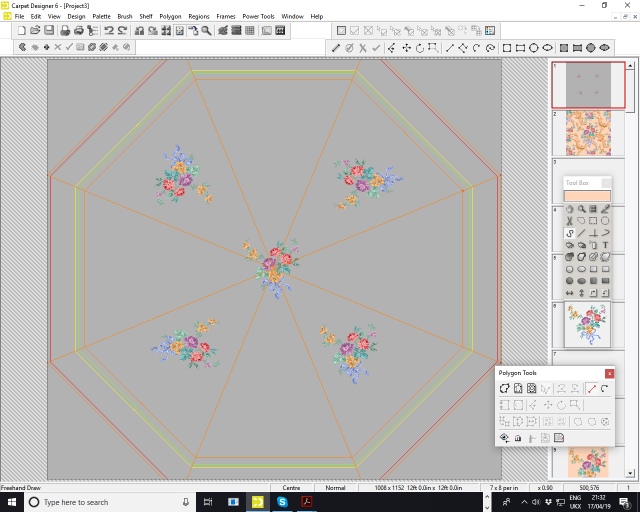 Carpet Designer 6 - [Project3]
File Edit View Design Palette Brush Shelf Polygon Regions Frames Power Tools Window Help
1
2
3
Tool Box
4
T
5
6
7
Polygon Tools
x
9
Freehand Draw Centre Normal 1008 x 1152 12ft 0.0in x 12ft 0.0in 7 x 8 per in x 0.90 500,576 1
Type here to search
ENG
UKX
21:32
17/04/19